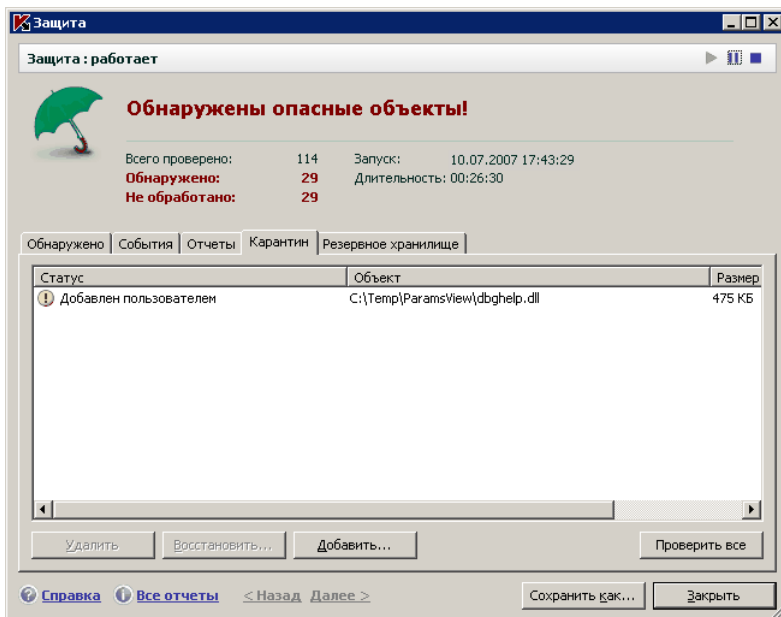 Защита
Защита : работает
Обнаружены опасные объекты!
Всего проверено: 114 Запуск: 10.07.2007 17:43:29
Обнаружено: 29 Длительность: 00:26:30
Не обработано: 29
Обнаружено События Отчеты Карантин Резервное хранилище
Статус Объект Размер
Добавлен пользователем C:\Temp\ParamsView\dbghelp.dll 475 КБ
Удалить Восстановить... Добавить... Проверить все
Справка Все отчеты < Назад Далее > Сохранить как... Закрыть